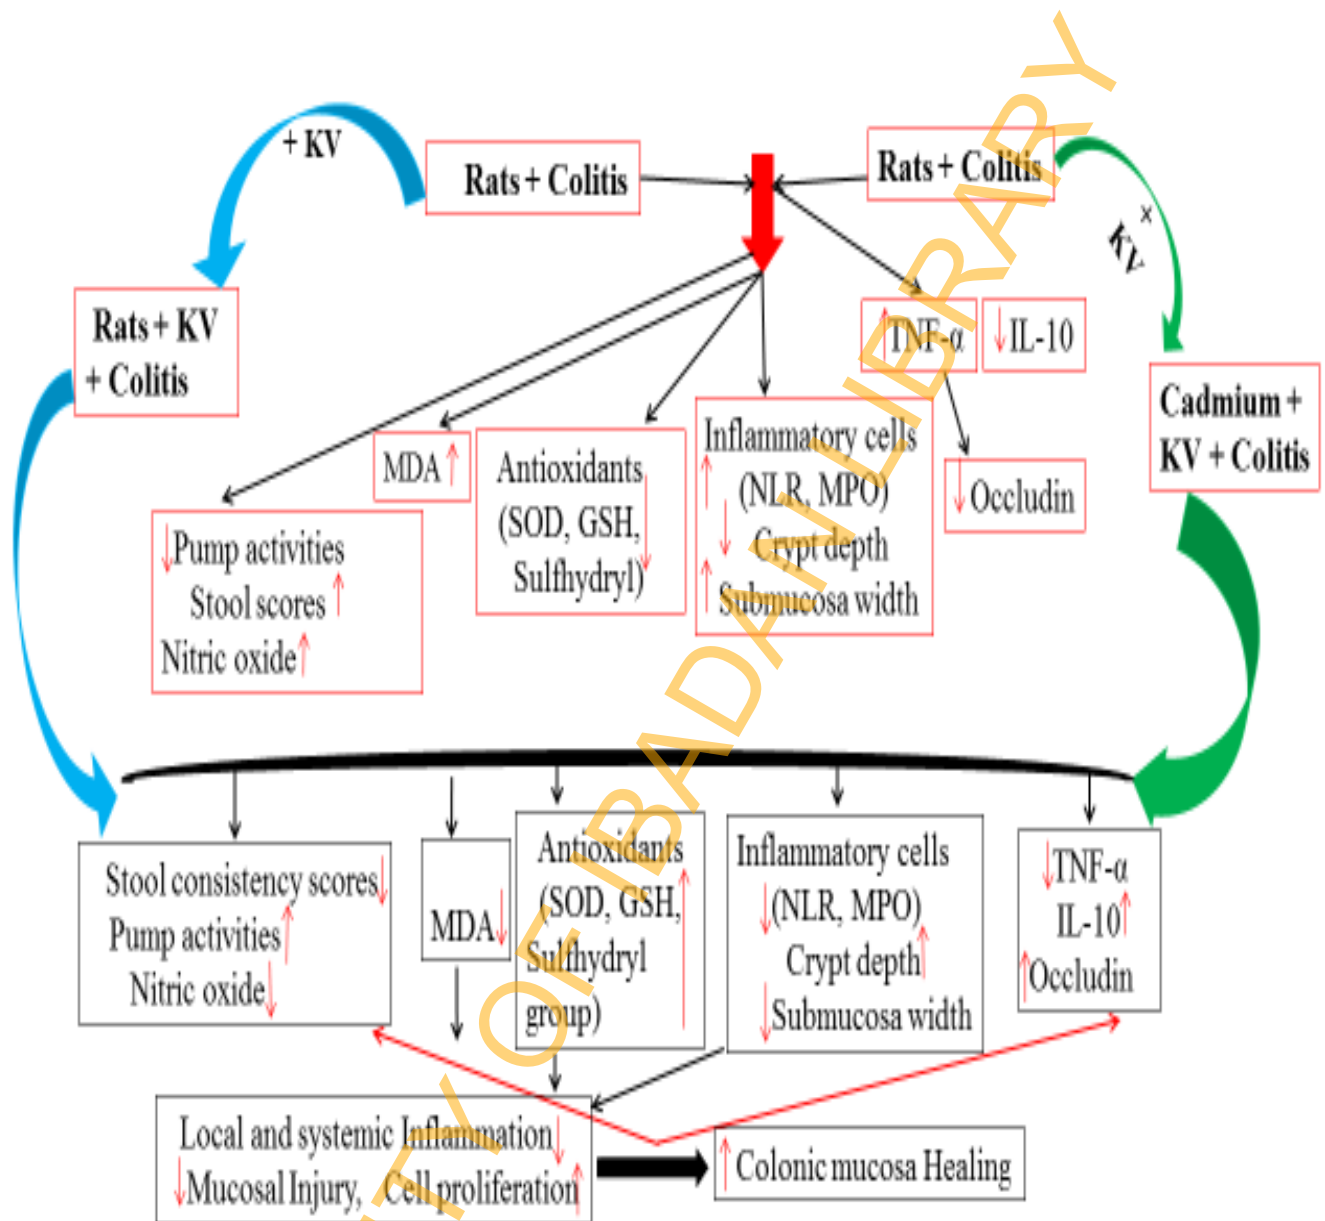 + KV
Rats + Colitis
Rats + Colitis
+
KV
Rats + KV
+ Colitis
↑TNF-α
↓IL-10
Cadmium +
KV + Colitis
MDA↑
Antioxidants
(SOD, GSH,
Sulfhydryl)↓
Inflammatory cells
↑(NLR, MPO)
↓Crypt depth
↑Submucosa width
↓Occludin
↓Pump activities
Stool scores↑
Nitric oxide↑
Stool consistency scores↓
Pump activities↑
Nitric oxide↓
MDA↓
Antioxidants
(SOD, GSH,
Sulfhydryl
group)↑
Inflammatory cells
↓(NLR, MPO)
Crypt depth↑
↓Submucosa width
↓TNF-α
IL-10↑
↑Occludin
Local and systemic Inflammation↓
↓Mucosal Injury, Cell proliferation↑
↑Colonic mucosa Healing
ITY OF IBADAN LIBRARY